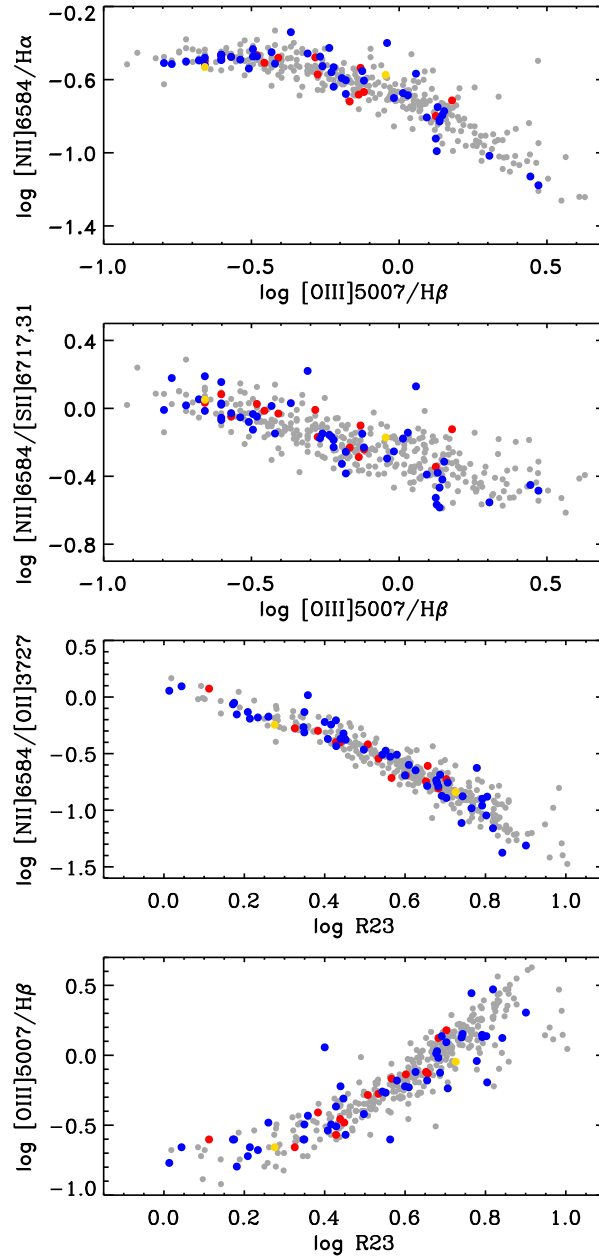 log [NII]6584/Hα
-0.2
-0.6
-1.0
-1.4
-1.0 -0.5 0.0 0.5
log [OIII]5007/Hβ
log [NII]6584/[SII]6717,31
0.4
0.0
-0.4
-0.8
-1.0 -0.5 0.0 0.5
log [OIII]5007/Hβ
log [NII]6584/[OII]3727
0.5
0.0
-0.5
-1.0
-1.5
0.0 0.2 0.4 0.6 0.8 1.0
log R23
log [OIII]5007/Hβ
0.5
0.0
-0.5
-1.0
0.0 0.2 0.4 0.6 0.8 1.0
log R23